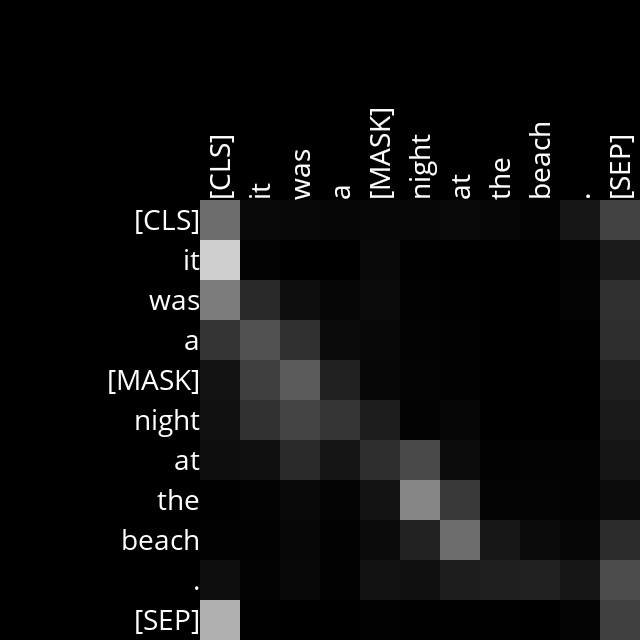 [CLS] it was a [MASK] night at the beach . [SEP]
[CLS]
it
was
a
[MASK]
night
at
the
beach
.
[SEP]